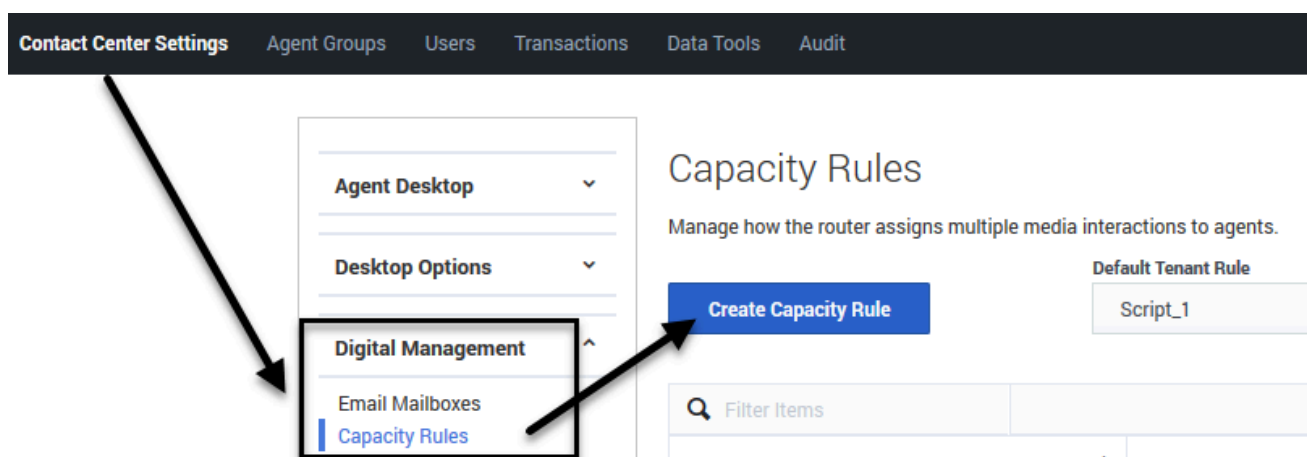 Contact Center Settings Agent Groups Users Transactions Data Tools Audit
Agent Desktop
Desktop Options
Digital Management
Email Mailboxes
Capacity Rules
Capacity Rules
Manage how the router assigns multiple media interactions to agents.
Default Tenant Rule
Create Capacity Rule
Script_1
Filter Items